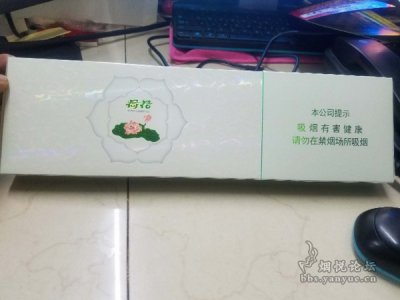 荷花
本公司提示
吸烟有害健康
请勿在禁烟场所吸烟
烟悦论坛
bbs.yanyue.cn